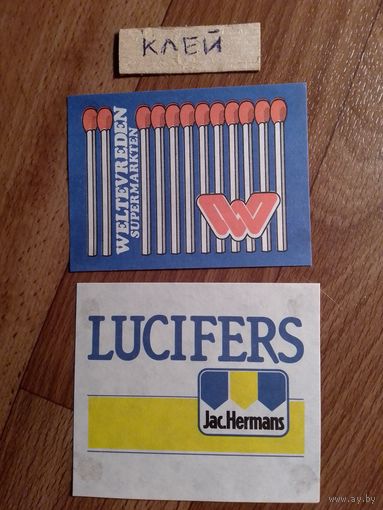 КЛЕЙ
WELTEVREDEN
SUPERMARKTEN
W
LUCIFERS
Jac.Hermans
www.ay.by